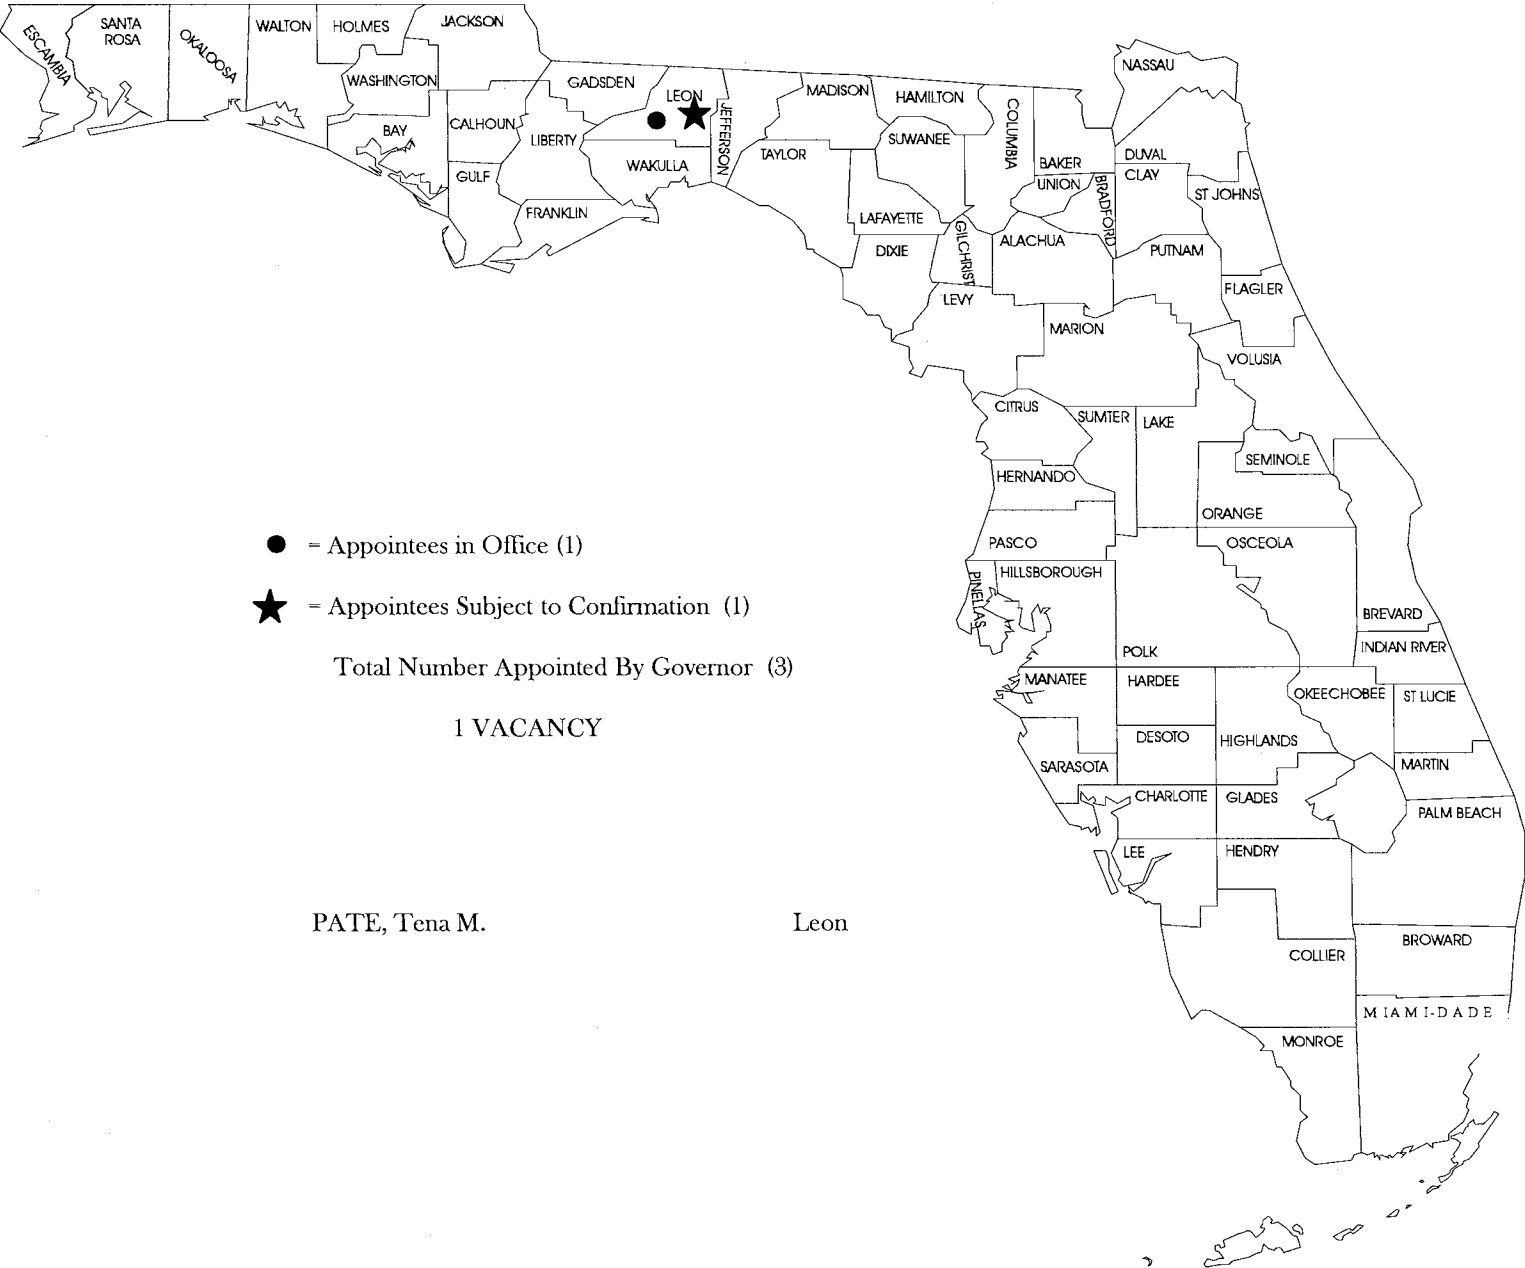 ESCAMBIA
SANTA
ROSA
OKALOOSA
WALTON
HOLMES
JACKSON
WASHINGTON
BAY
CALHOUN
GULF
GADSDEN
LIBERTY
FRANKLIN
LEON
WAKULLA
JEFFERSON
MADISON
TAYLOR
HAMILTON
SUWANEE
LAFAYETTE
DIXIE
COLUMBIA
GILCHRIST
LEVY
BAKER
UNION
BRADFORD
ALACHUA
NASSAU
DUVAL
CLAY
ST JOHNS
PUTNAM
FLAGLER
MARION
VOLUSIA
CITRUS
SUMTER
LAKE
SEMINOLE
HERNANDO
ORANGE
PASCO
OSCEOLA
HILLSBOROUGH
PINELLAS
BREVARD
INDIAN RIVER
POLK
MANATEE
HARDEE
OKEECHOBEE
ST LUCIE
DESOTO
HIGHLANDS
SARASOTA
MARTIN
CHARLOTTE
GLADES
PALM BEACH
LEE
HENDRY
COLLIER
BROWARD
MIAMI-DADE
MONROE
= Appointees in Office (1)
= Appointees Subject to Confirmation (1)
Total Number Appointed By Governor (3)
1 VACANCY
PATE, Tena M. Leon